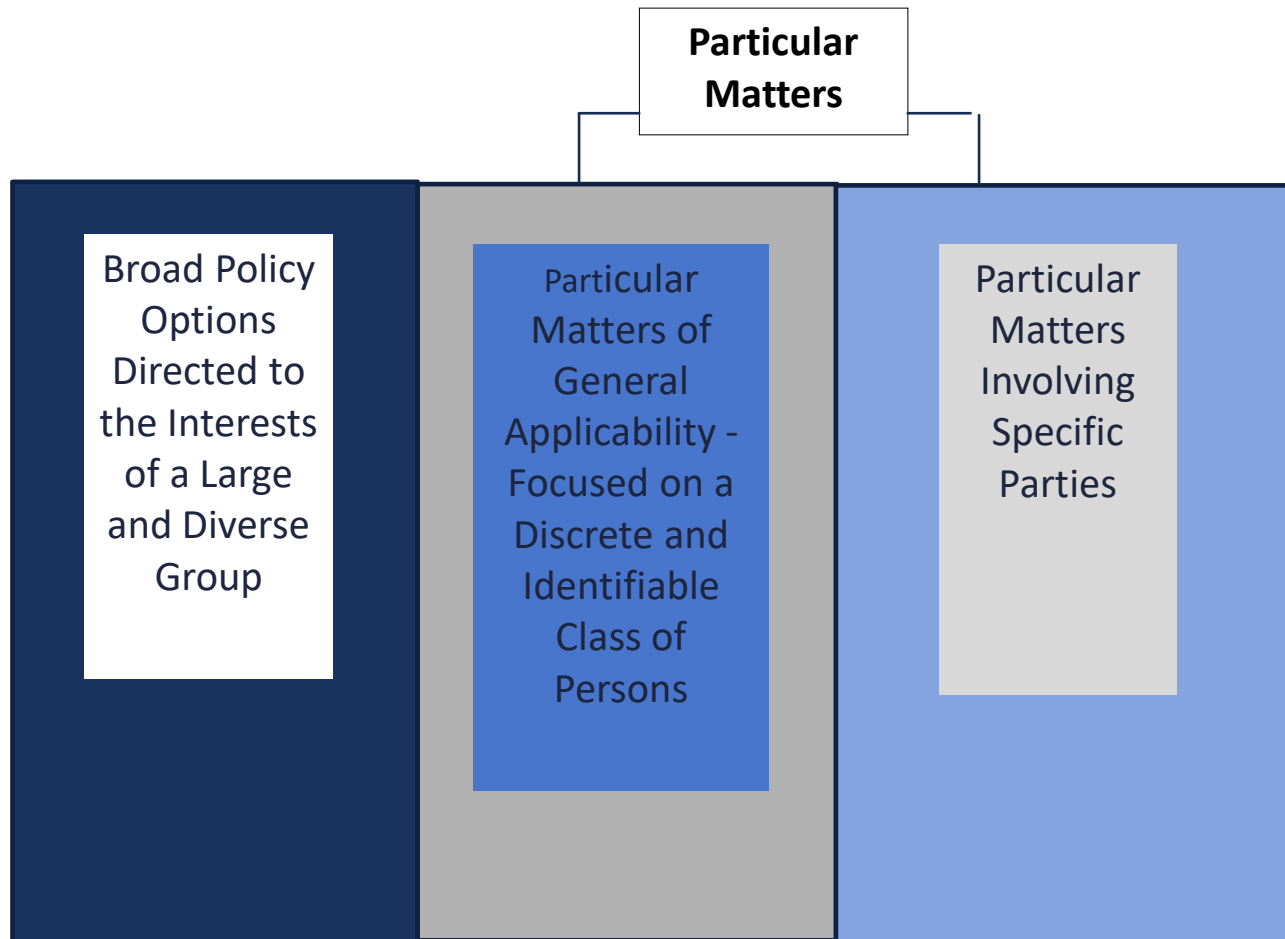 Particular
Matters
Broad Policy
Options
Directed to
the Interests
of a Large
and Diverse
Group
Particular
Matters of
General
Applicability -
Focused on a
Discrete and
Identifiable
Class of
Persons
Particular
Matters
Involving
Specific
Parties